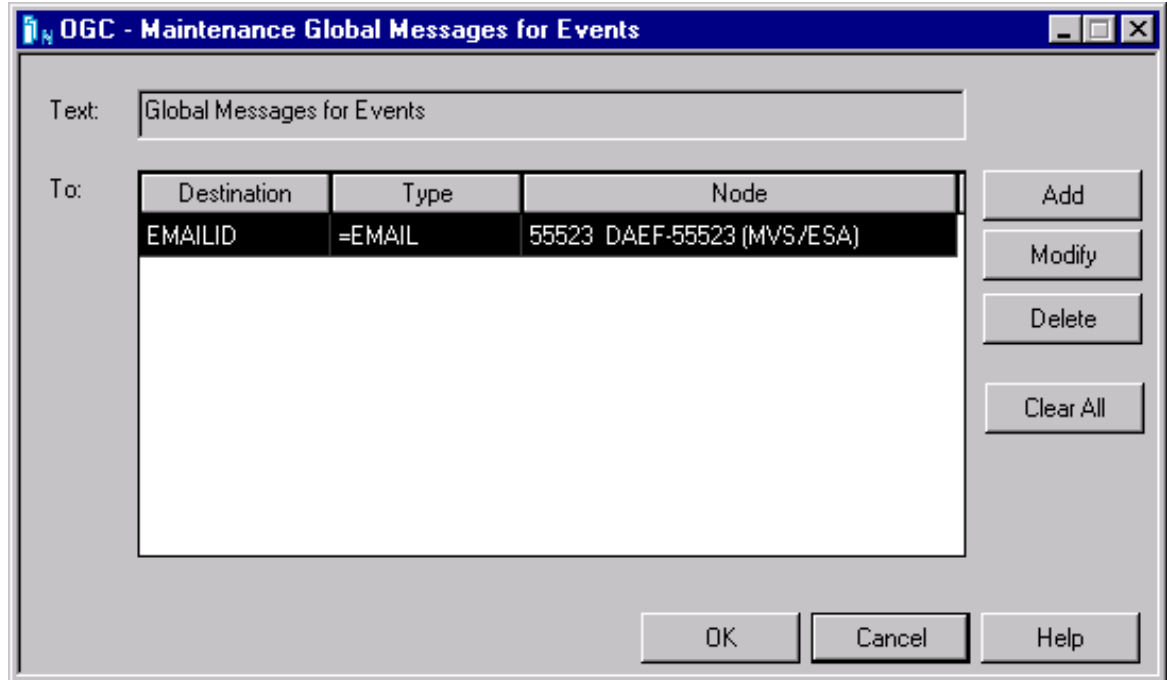 OGC - Maintenance Global Messages for Events
Text: Global Messages for Events
To:
Destination Type Node
EMAILID =EMAIL 55523 DAEF-55523 (MVS/ESA)
Add
Modify
Delete
Clear All
OK Cancel Help